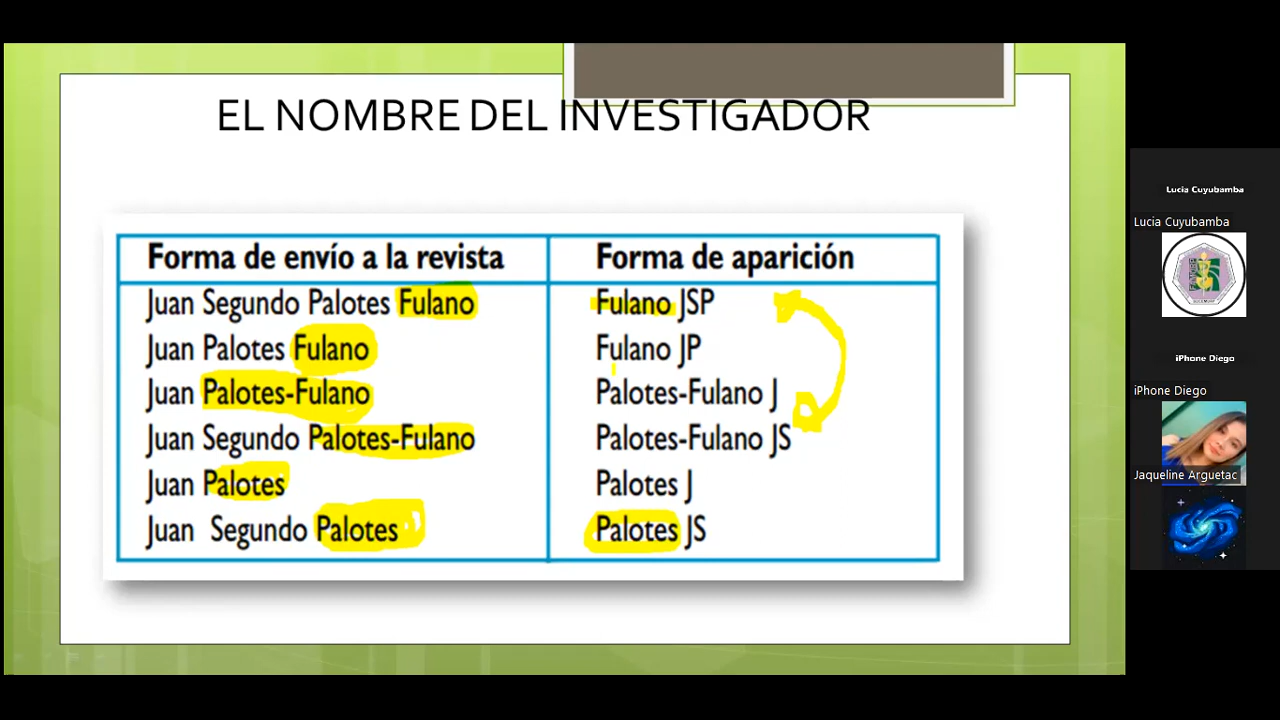 EL NOMBRE DEL INVESTIGADOR
Forma de envío a la revista Forma de aparición
Juan Segundo Palotes Fulano Fulano JSP
Juan Palotes Fulano Fulano JP
Juan Palotes-Fulano Palotes-Fulano J
Juan Segundo Palotes-Fulano Palotes-Fulano JS
Juan Palotes Palotes J
Juan Segundo Palotes Palotes JS
Lucia Cuyubamba
Lucia Cuyubamba
iPhone Diego
iPhone Diego
Jaqueline Arguetac